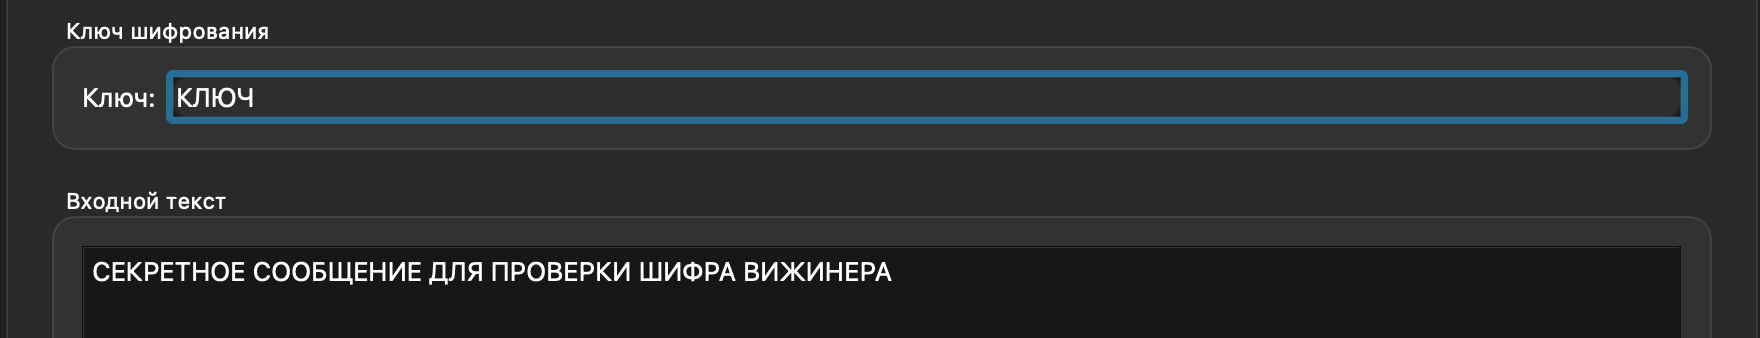 Ключ шифрования
Ключ: КЛЮЧ
Входной текст
СЕКРЕТНОЕ СООБЩЕНИЕ ДЛЯ ПРОВЕРКИ ШИФРА ВИЖИНЕРА